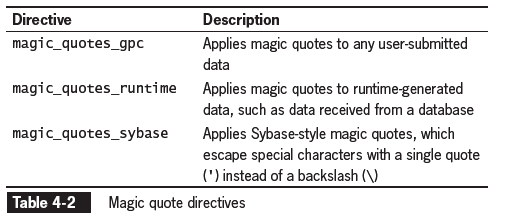 Directive Description
magic_quotes_gpc Applies magic quotes to any user-submitted
data
magic_quotes_runtime Applies magic quotes to runtime-generated
data, such as data received from a database
magic_quotes_sybase Applies Sybase-style magic quotes, which
escape special characters with a single quote
(') instead of a backslash (\)
Table 4-2 Magic quote directives